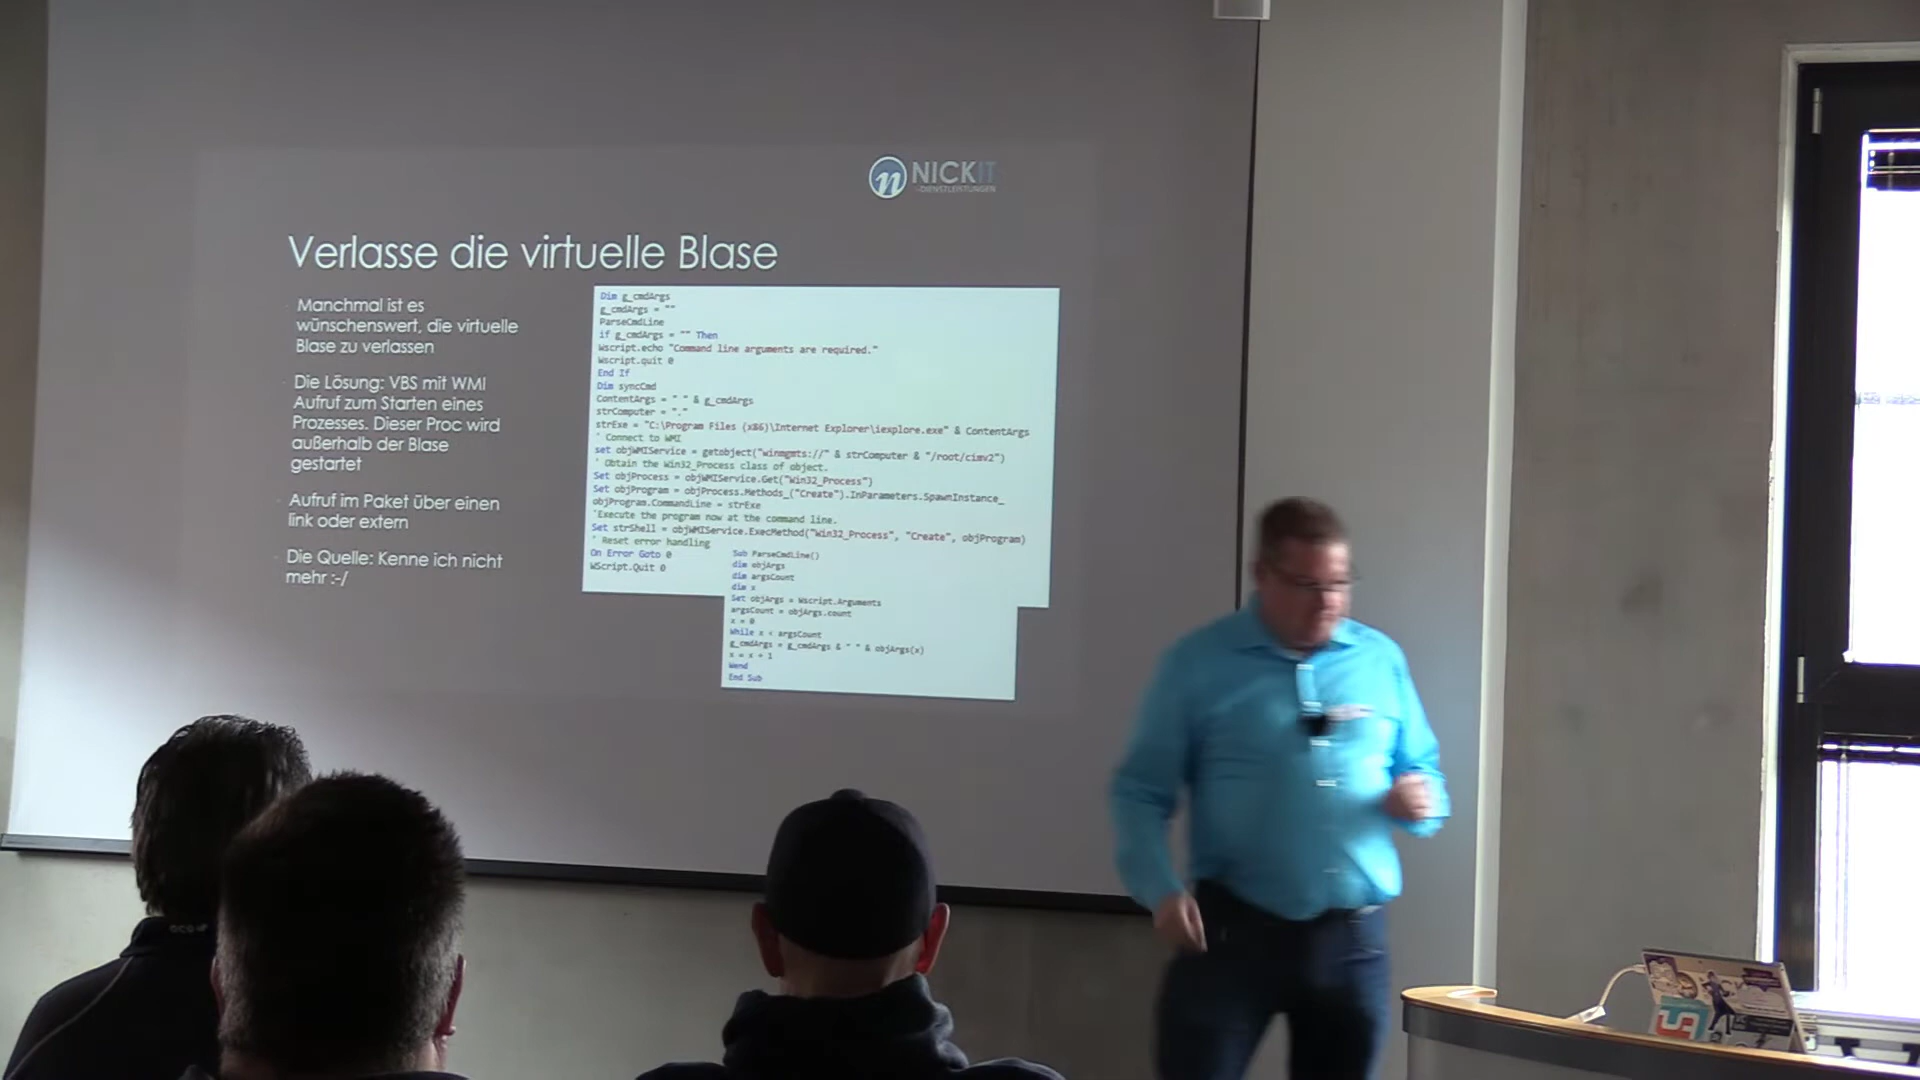 NICKIT
-DIENSTLEISTUNGEN
Verlasse die virtuelle Blase
Manchmal ist es
wünschenswert, die virtuelle
Blase zu verlassen
Die Lösung: VBS mit WMI
Aufruf zum Starten eines
Prozesses. Dieser Proc wird
außerhalb der Blase
gestartet
Aufruf im Paket über einen
link oder extern
Die Quelle: Kenne ich nicht
mehr :-/
Dim g_cmdArgs
g_cmdArgs = ""
ParseCmdLine
if g_cmdArgs = "" Then
Wscript.echo "Command line arguments are required."
Wscript.quit 0
End If
Dim syncCmd
ContentArgs = " " & g_cmdArgs
strComputer = "."
strExe = "C:\Program Files (x86)\Internet Explorer\iexplore.exe" & ContentArgs
' Connect to WMI
set objWMIService = getobject("winmgmts://" & strComputer & "/root/cimv2")
' Obtain the Win32_Process class of object.
Set objProcess = objWMIService.Get("Win32_Process")
Set objProgram = objProcess.Methods_("Create").InParameters.SpawnInstance_
objProgram.CommandLine = strExe
'Execute the program now at the command line.
Set strShell = objWMIService.ExecMethod("Win32_Process", "Create", objProgram)
' Reset error handling
On Error Goto 0
WScript.Quit 0
Sub ParseCmdLine()
dim objArgs
dim argsCount
dim x
Set objArgs = Wscript.Arguments
argsCount = objArgs.count
x = 0
While x < argsCount
g_cmdArgs = g_cmdArgs & " " & objArgs(x)
x = x + 1
Wend
End Sub